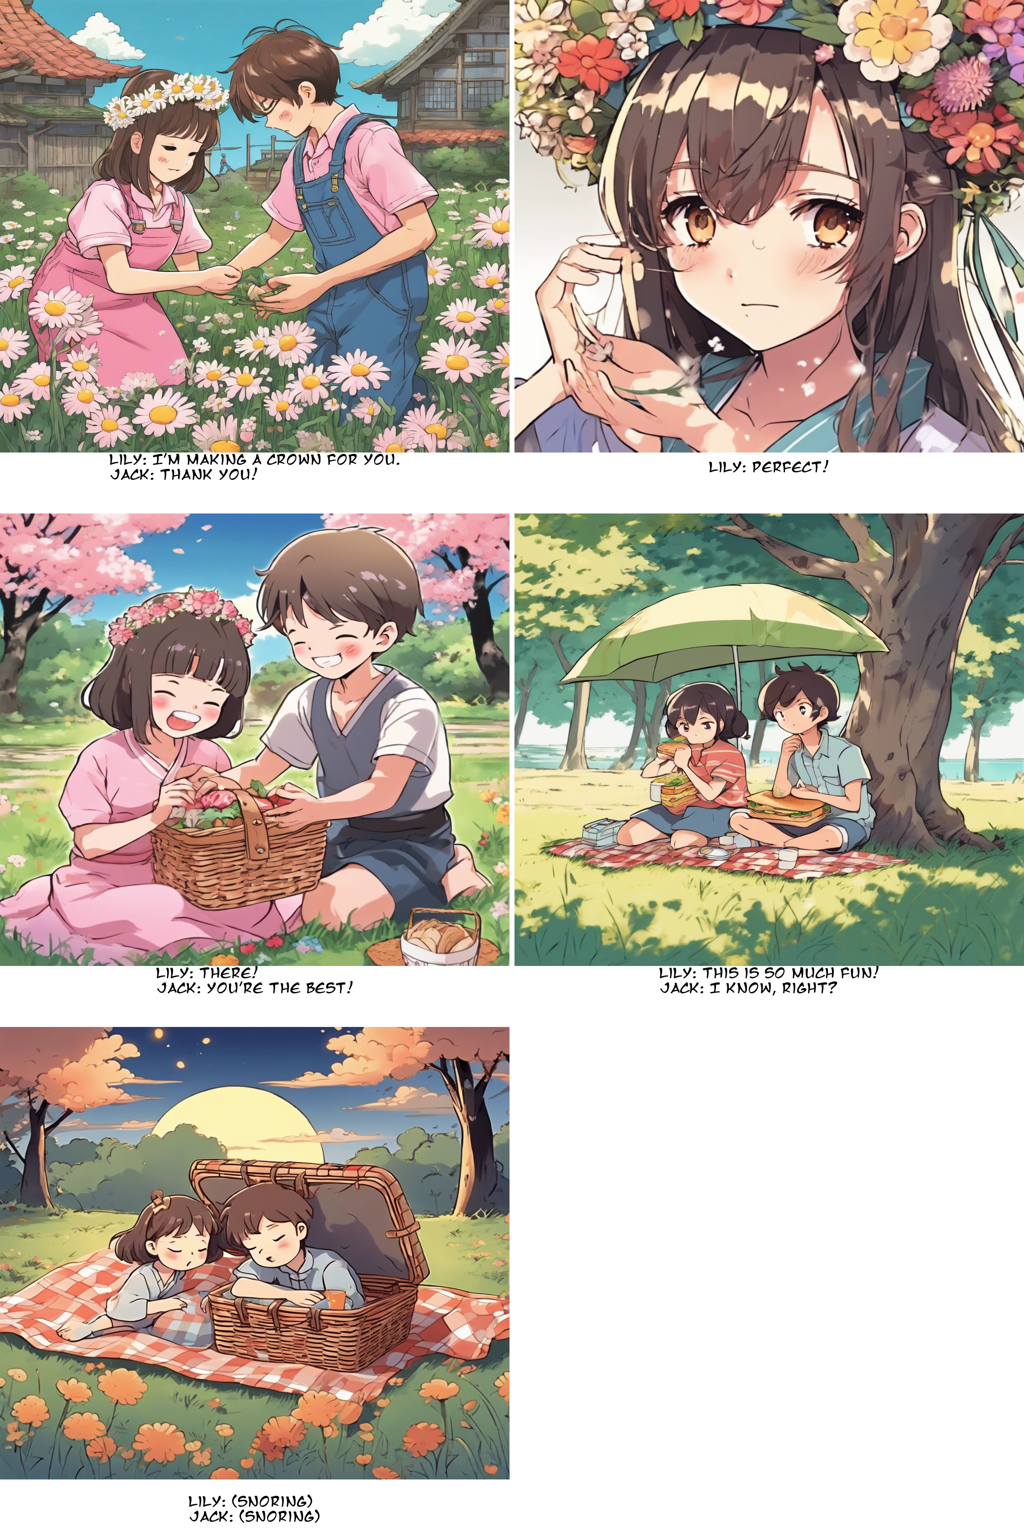 LILY: I'M MAKING A CROWN FOR YOU.
JACK: THANK YOU!
LILY: PERFECT!
LILY: THERE!
JACK: YOU'RE THE BEST!
LILY: THIS IS SO MUCH FUN!
JACK: I KNOW, RIGHT?
LILY: (SNORING)
JACK: (SNORING)